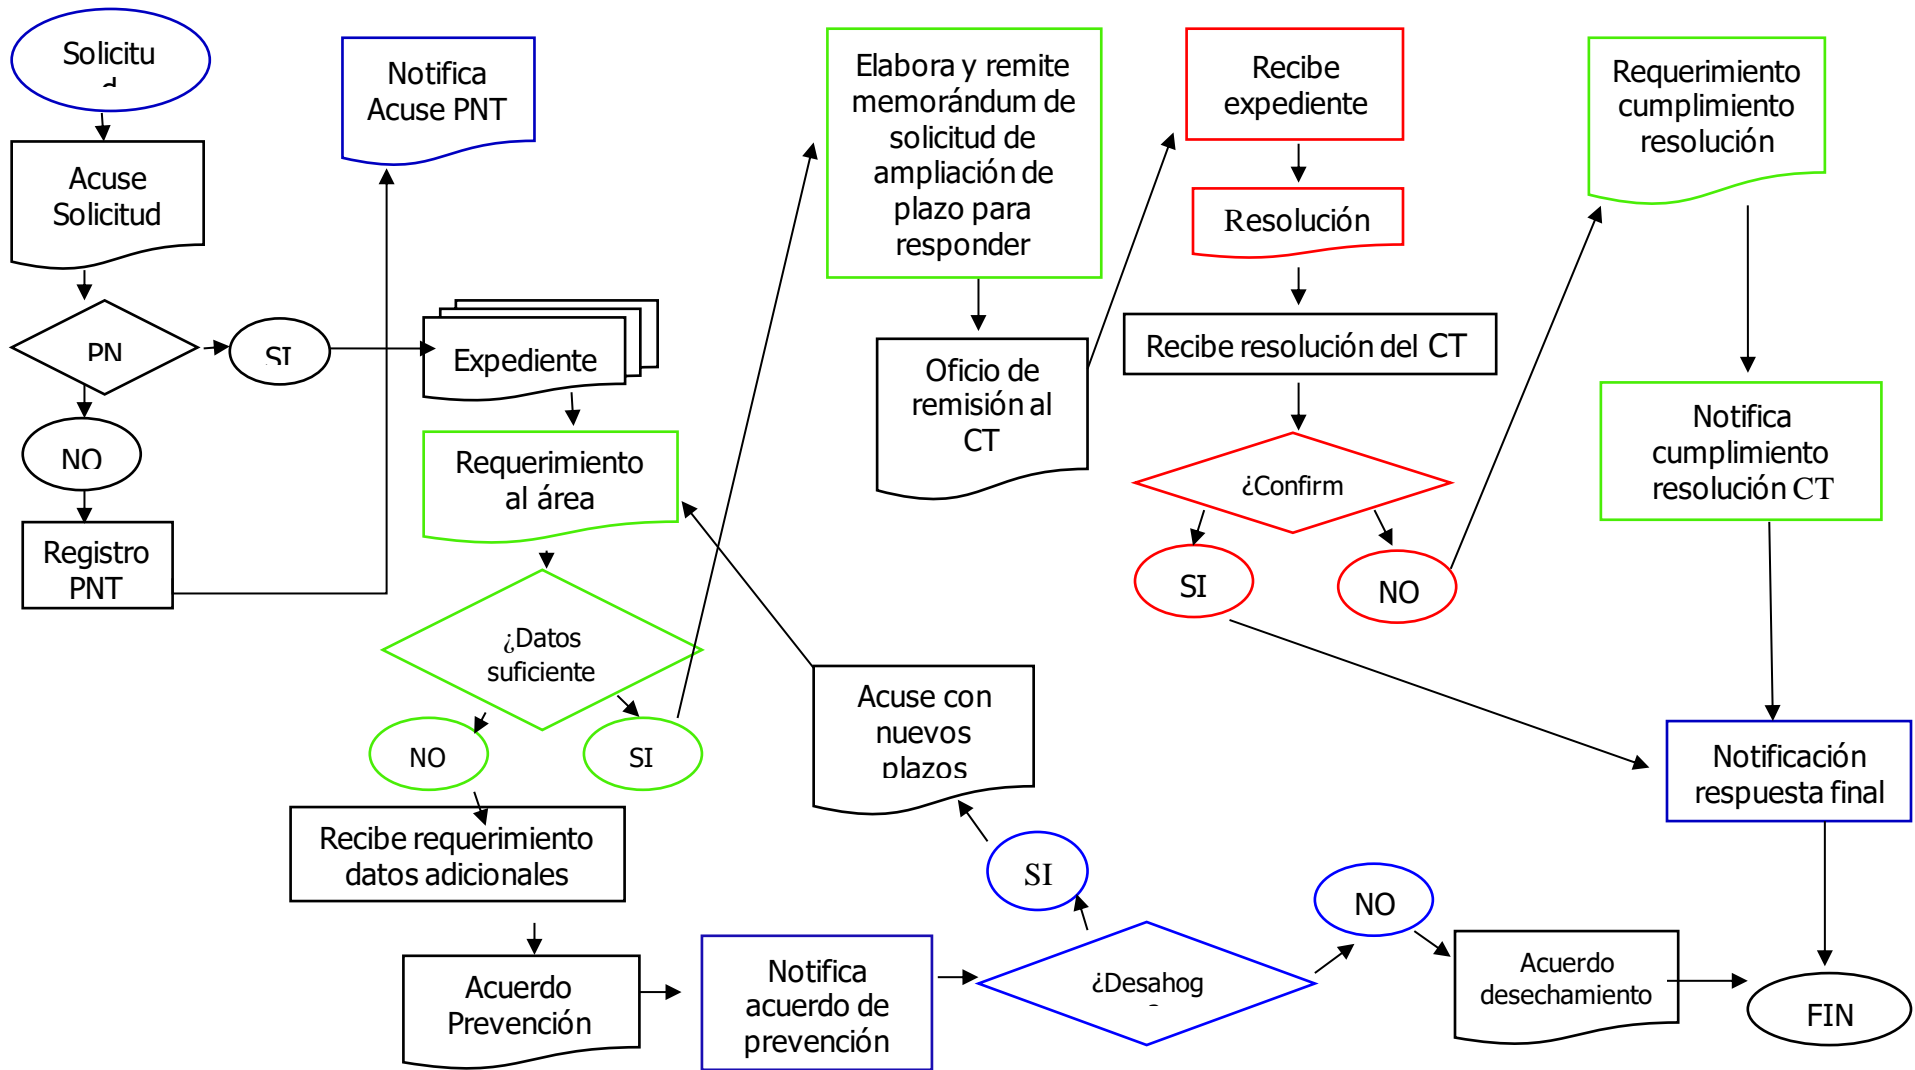 Solicitu
Acuse
Solicitud
PN
SI
NO
Registro
PNT
Notifica
Acuse PNT
Expediente
Requerimiento
al área
¿Datos
suficiente
NO
SI
Recibe requerimiento
datos adicionales
Acuerdo
Prevención
Notifica
acuerdo de
prevención
¿Desahog
SI
NO
Acuse con
nuevos
plazos
Acuerdo
desechamiento
FIN
Elabora y remite
memorándum de
solicitud de
ampliación de
plazo para
responder
Oficio de
remisión al
CT
Recibe
expediente
Resolución
Recibe resolución del CT
¿Confirm
SI
NO
Requerimiento
cumplimiento
resolución
Notifica
cumplimiento
resolución CT
Notificación
respuesta final